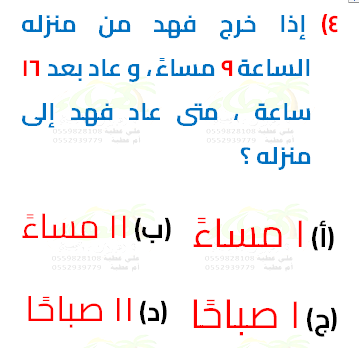 ٤) إذا خرج فهد من منزله
الساعة ٩ مساءً ، و عاد بعد ١٦
ساعة ، متى عاد فهد إلى
منزله ؟
(أ) ١ مساءً (ب) ١١ مساءً
(ج) ١ صباحًا (د) ١١ صباحًا